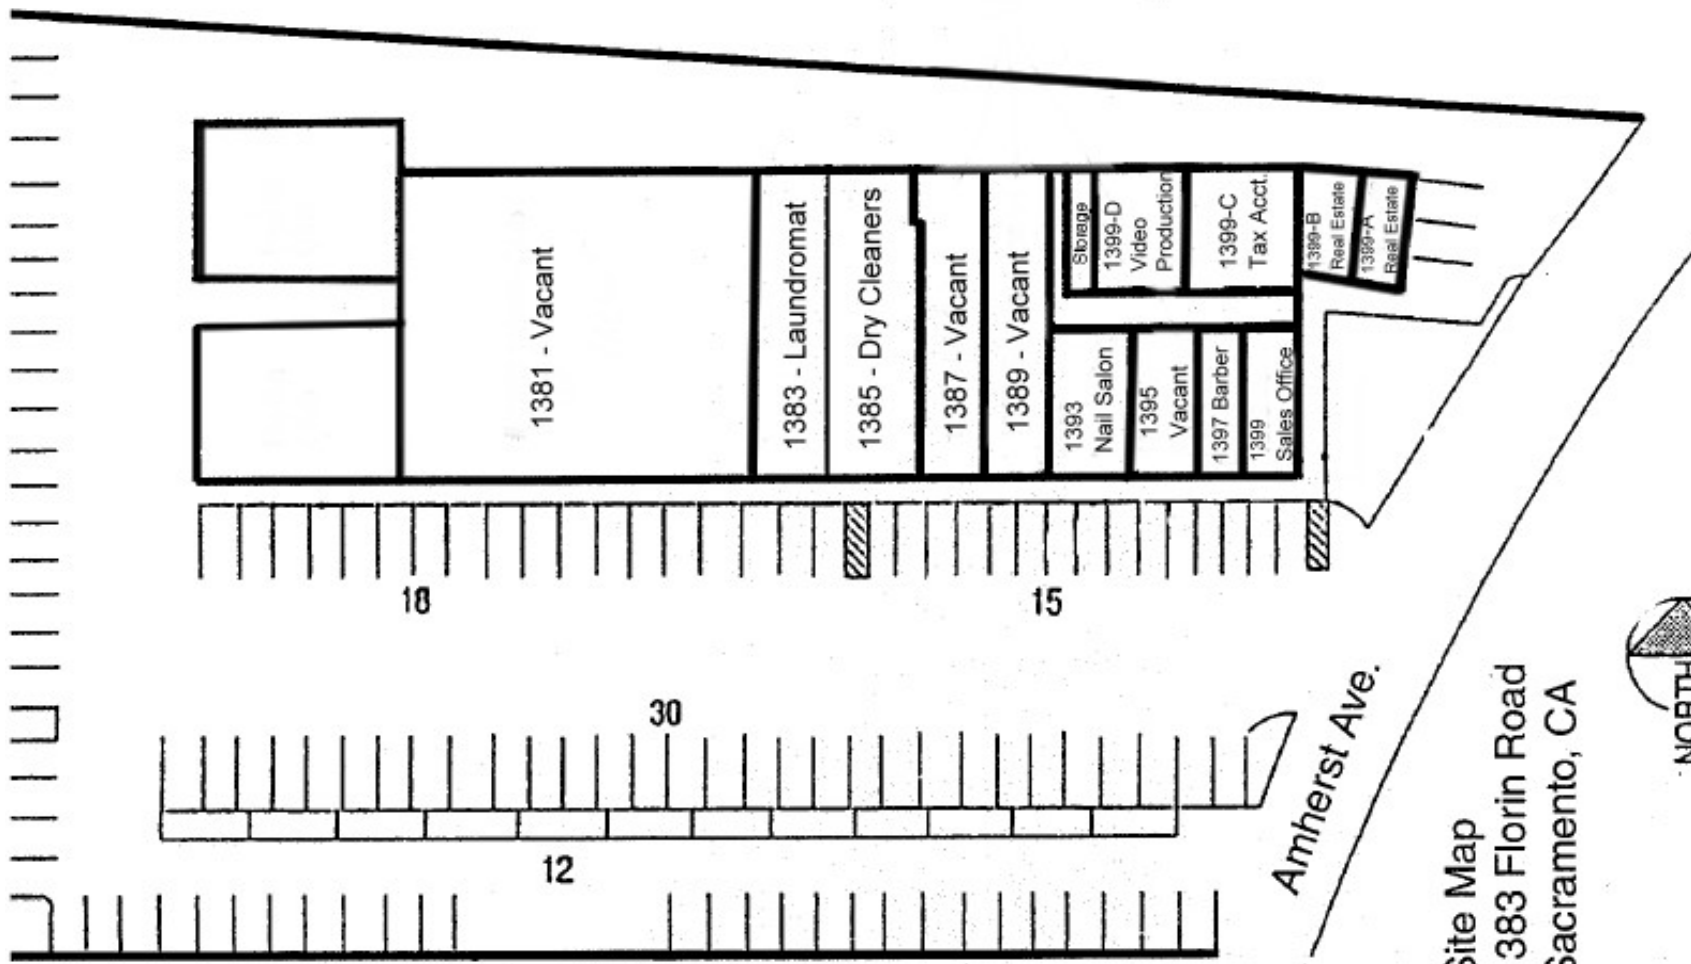 1381 - Vacant
1383 - Laundromat
1385 - Dry Cleaners
1387 - Vacant
1389 - Vacant
Storage
1399-D
Video
Production
1399-C
Tax Acct.
1399-B
Real Estate
1399-A
Real Estate
1393
Nail Salon
1395
Vacant
1397 Barber
1399
Sales Office
18
15
30
12
Amherst Ave.
Site Map
383 Florin Road
Sacramento, CA
NORTH